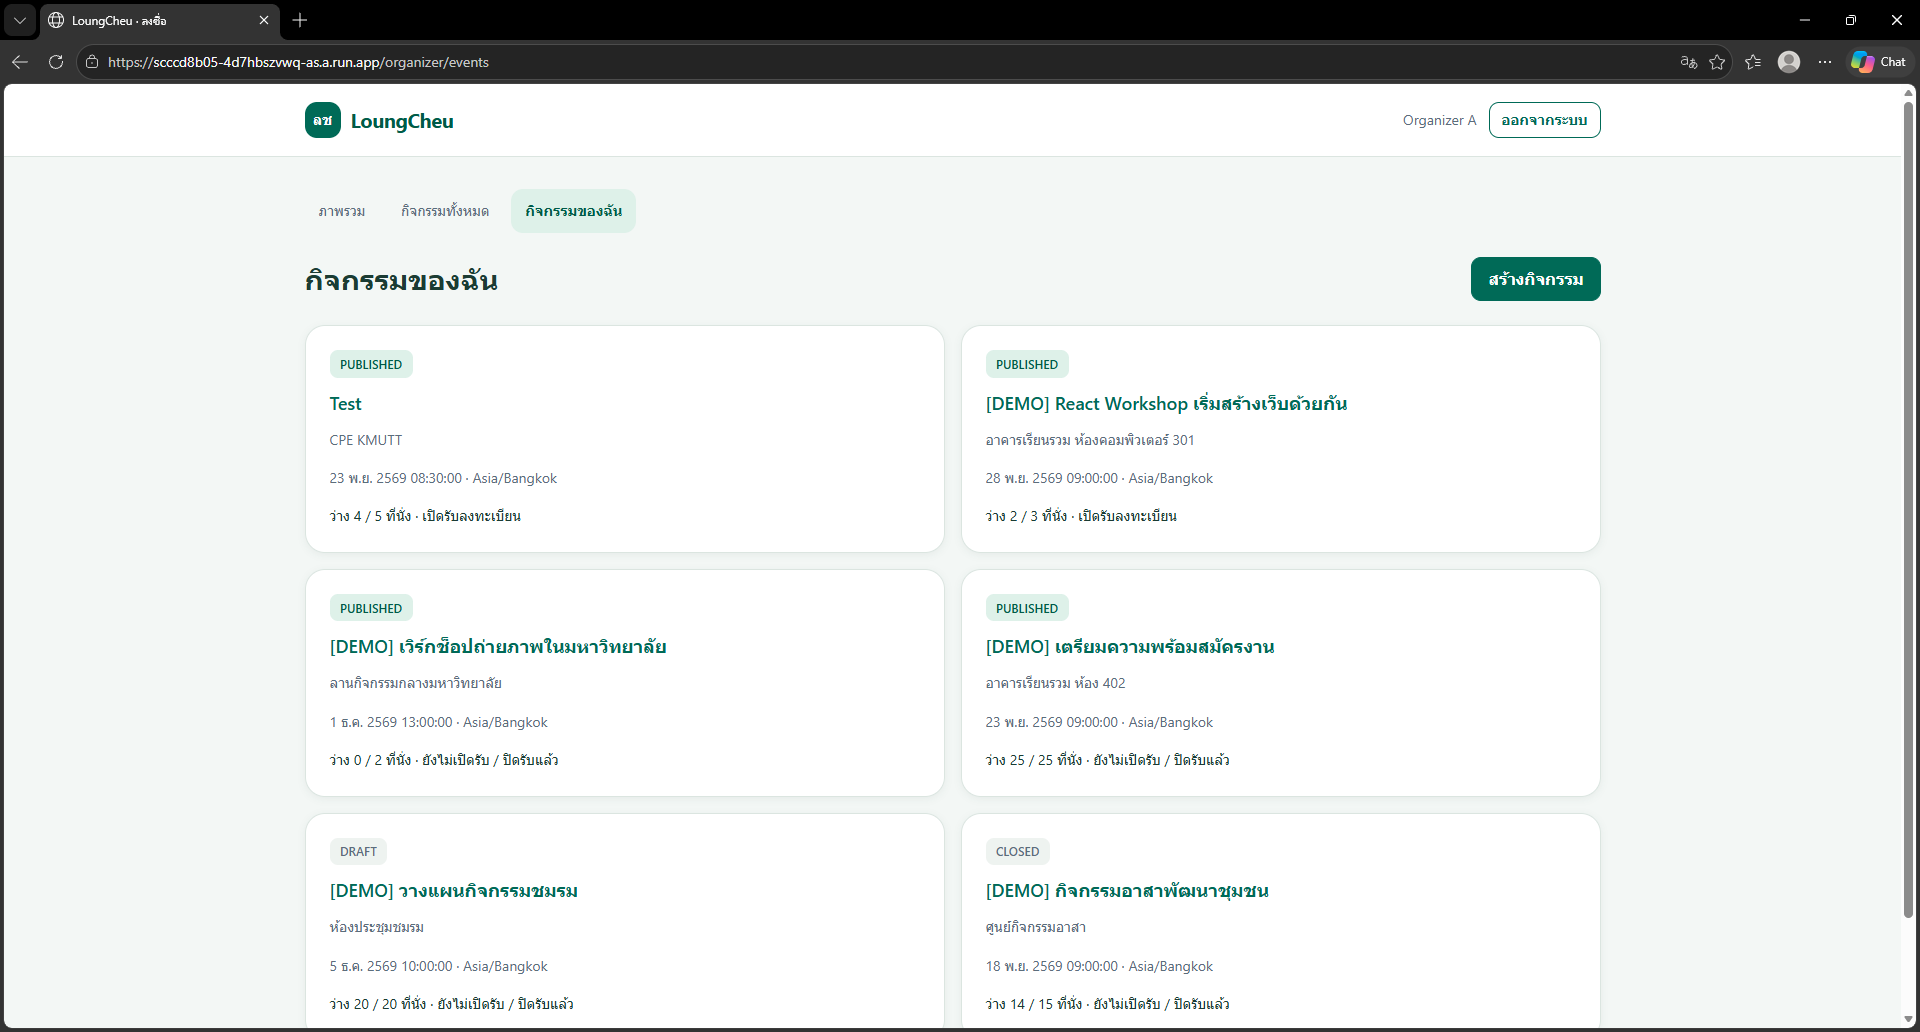 LoungCheu · ลงชื่อ
https://scccd8b05-4d7hbszvwq-as.a.run.app/organizer/events
Chat
ลช
LoungCheu
Organizer A
ออกจากระบบ
ภาพรวม
กิจกรรมทั้งหมด
กิจกรรมของฉัน
กิจกรรมของฉัน
สร้างกิจกรรม
PUBLISHED
Test
CPE KMUTT
23 พ.ย. 2569 08:30:00 · Asia/Bangkok
ว่าง 4 / 5 ที่นั่ง · เปิดรับลงทะเบียน
PUBLISHED
[DEMO] React Workshop เริ่มสร้างเว็บด้วยกัน
อาคารเรียนรวม ห้องคอมพิวเตอร์ 301
28 พ.ย. 2569 09:00:00 · Asia/Bangkok
ว่าง 2 / 3 ที่นั่ง · เปิดรับลงทะเบียน
PUBLISHED
[DEMO] เวิร์กช็อปถ่ายภาพในมหาวิทยาลัย
ลานกิจกรรมกลางมหาวิทยาลัย
1 ธ.ค. 2569 13:00:00 · Asia/Bangkok
ว่าง 0 / 2 ที่นั่ง · ยังไม่เปิดรับ / ปิดรับแล้ว
PUBLISHED
[DEMO] เตรียมความพร้อมสมัครงาน
อาคารเรียนรวม ห้อง 402
23 พ.ย. 2569 09:00:00 · Asia/Bangkok
ว่าง 25 / 25 ที่นั่ง · ยังไม่เปิดรับ / ปิดรับแล้ว
DRAFT
[DEMO] วางแผนกิจกรรมชมรม
ห้องประชุมชมรม
5 ธ.ค. 2569 10:00:00 · Asia/Bangkok
ว่าง 20 / 20 ที่นั่ง · ยังไม่เปิดรับ / ปิดรับแล้ว
CLOSED
[DEMO] กิจกรรมอาสาพัฒนาชุมชน
ศูนย์กิจกรรมอาสา
18 พ.ย. 2569 09:00:00 · Asia/Bangkok
ว่าง 14 / 15 ที่นั่ง · ยังไม่เปิดรับ / ปิดรับแล้ว